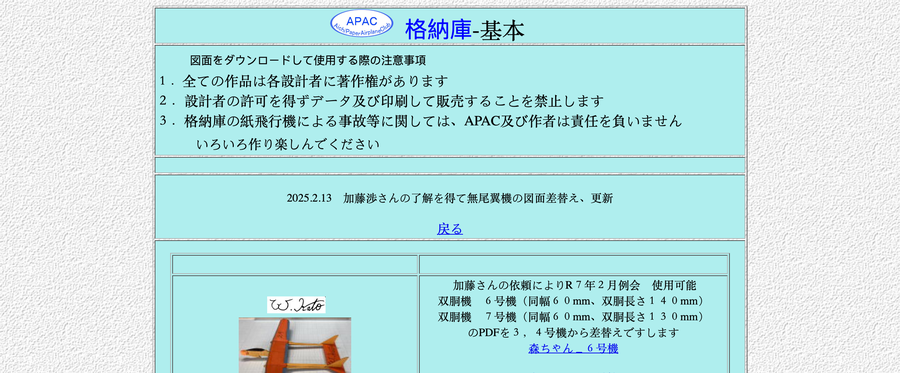 APAC
Aichi PaperAirplaneClub
格納庫-基本
図面をダウンロードして使用する際の注意事項
１．全ての作品は各設計者に著作権があります
２．設計者の許可を得ずデータ及び印刷して販売することを禁止します
３．格納庫の紙飛行機による事故等に関しては、APAC及び作者は責任を負いません
いろいろ作り楽しんでください
2025.2.13　加藤渉さんの了解を得て無尾翼機の図面差替え、更新
戻る
W. Kato
加藤さんの依頼によりR７年２月例会　使用可能
双胴機　６号機（同幅６０mm、双胴長さ１４０mm）
双胴機　７号機（同幅６０mm、双胴長さ１３０mm）
のPDFを３，４号機から差替えですします
森ちゃん＿６号機